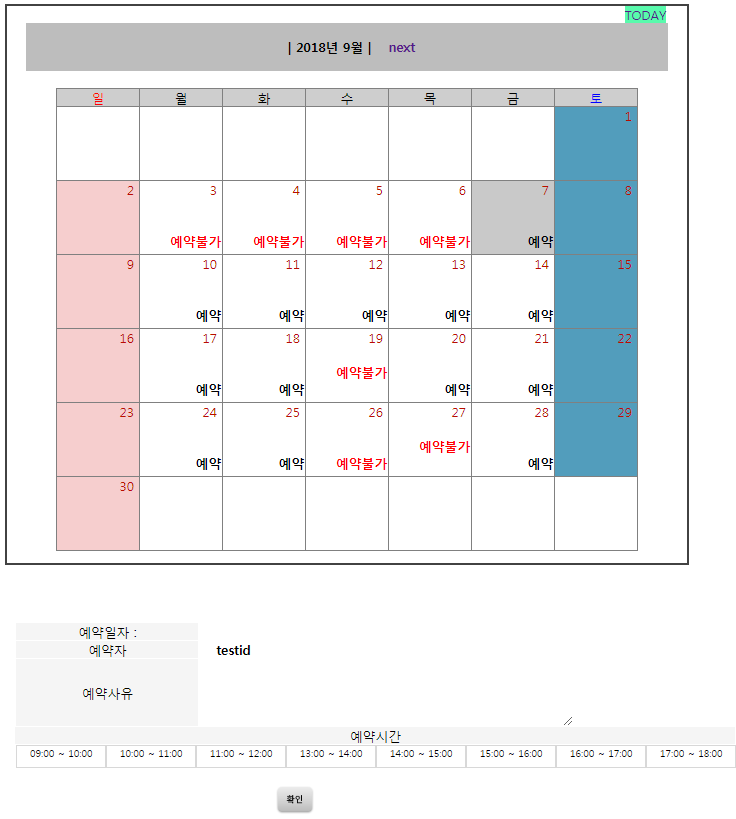 TODAY
| 2018년 9월 | next
일 월 화 수 목 금 토
1
2 3 4 5 6 7 8
예약불가 예약불가 예약불가 예약불가 예약
9 10 11 12 13 14 15
예약 예약 예약 예약 예약
16 17 18 19 20 21 22
예약불가
예약 예약 예약 예약
23 24 25 26 27 28 29
예약불가
예약 예약 예약불가 예약
30
예약일자 :
예약자 testid
예약사유
예약시간
09:00 ~ 10:00 10:00 ~ 11:00 11:00 ~ 12:00 13:00 ~ 14:00 14:00 ~ 15:00 15:00 ~ 16:00 16:00 ~ 17:00 17:00 ~ 18:00
확인